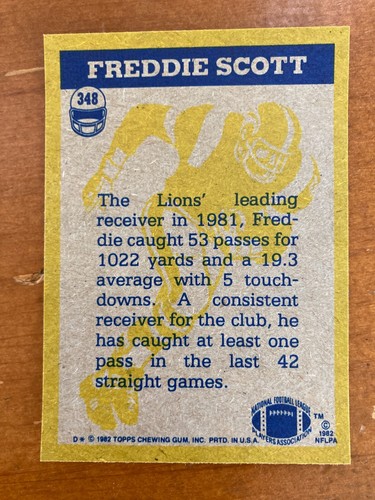 FREDDIE SCOTT
348
The Lions' leading
receiver in 1981, Fred-
die caught 53 passes for
1022 yards and a 19.3
average with 5 touch-
downs. A consistent
receiver for the club, he
has caught at least one
pass in the last 42
straight games.
NATIONAL FOOTBALL LEAGUE
PLAYERS ASSOCIATION
TM
©
1982
NFLPA
D* © 1982 TOPPS CHEWING GUM, INC. PRTD. IN U.S.A.